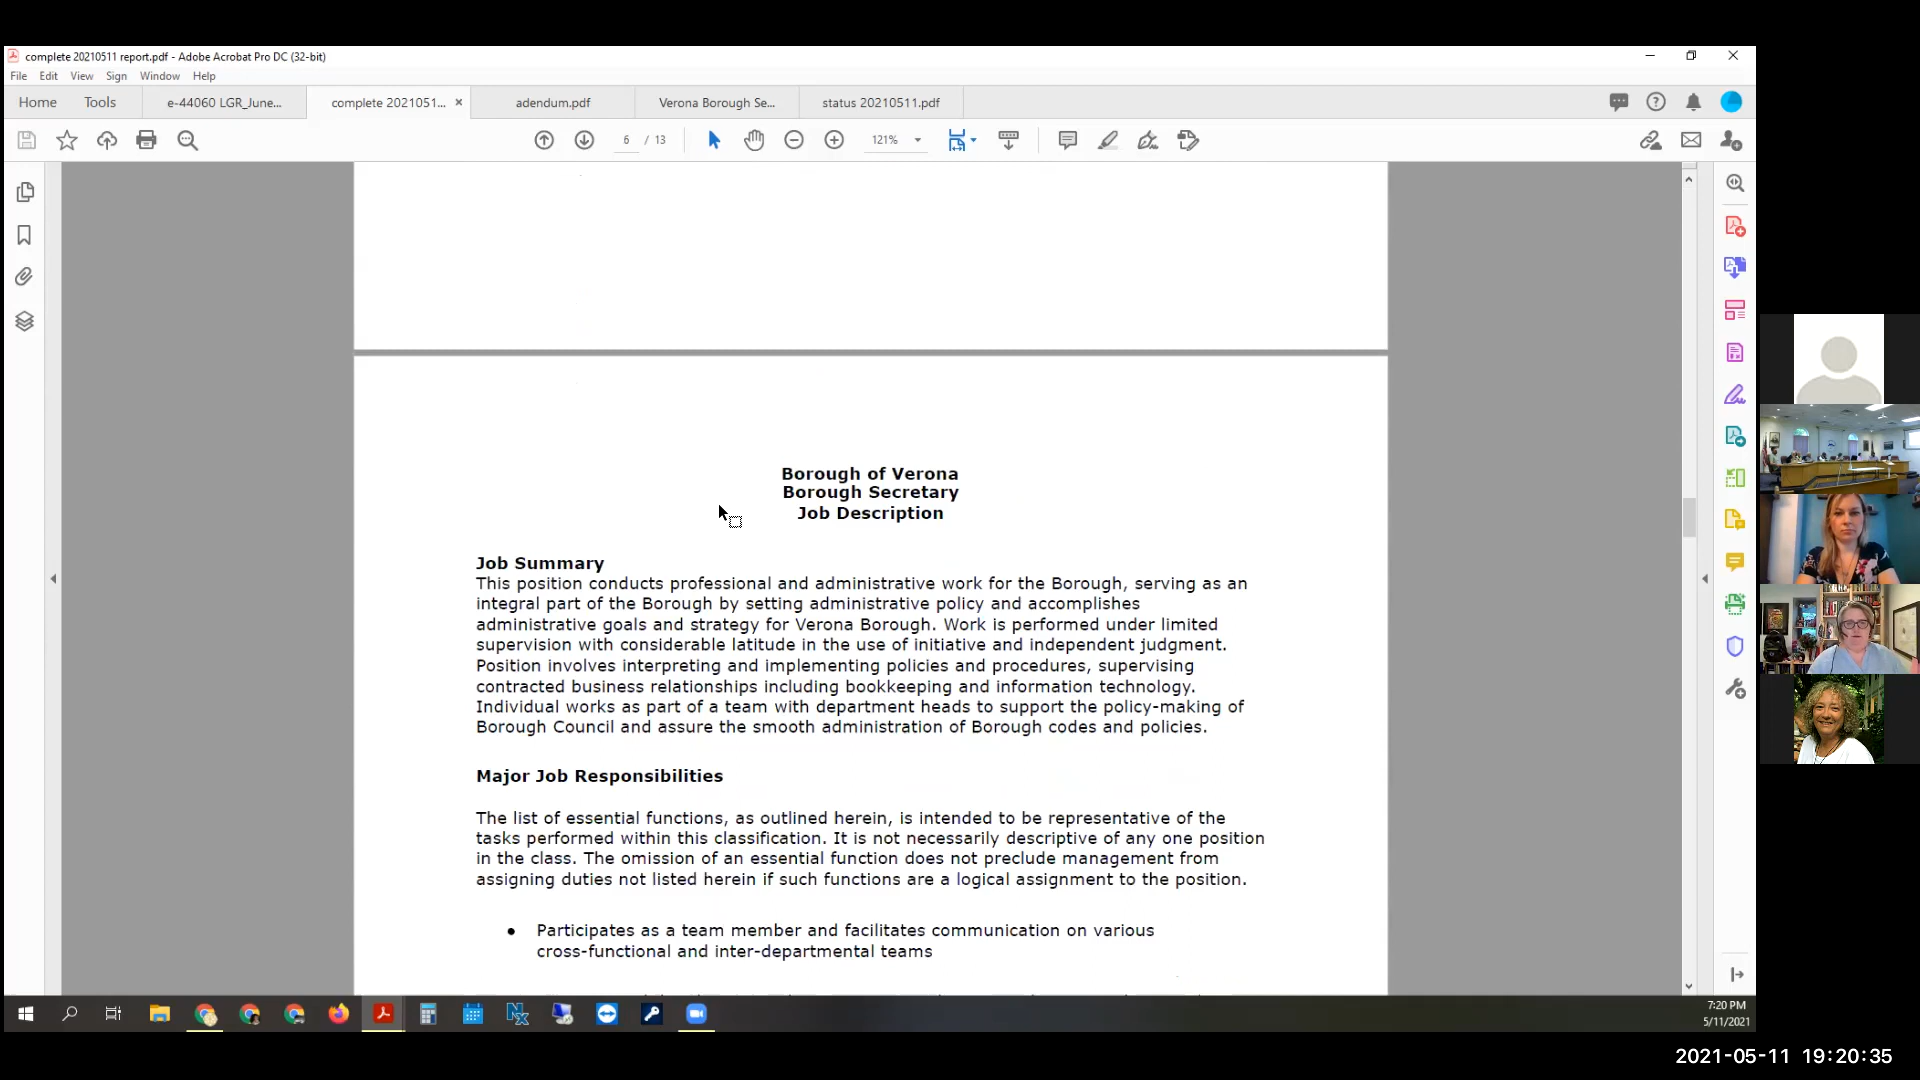 complete 20210511 report.pdf - Adobe Acrobat Pro DC (32-bit)
File Edit View Sign Window Help
Home Tools e-44060 LGR_June... complete 2021051... × adendum.pdf Verona Borough Se... status 20210511.pdf
6 / 13 121%
Borough of Verona
Borough Secretary
Job Description
Job Summary
This position conducts professional and administrative work for the Borough, serving as an
integral part of the Borough by setting administrative policy and accomplishes
administrative goals and strategy for Verona Borough. Work is performed under limited
supervision with considerable latitude in the use of initiative and independent judgment.
Position involves interpreting and implementing policies and procedures, supervising
contracted business relationships including bookkeeping and information technology.
Individual works as part of a team with department heads to support the policy-making of
Borough Council and assure the smooth administration of Borough codes and policies.
Major Job Responsibilities
The list of essential functions, as outlined herein, is intended to be representative of the
tasks performed within this classification. It is not necessarily descriptive of any one position
in the class. The omission of an essential function does not preclude management from
assigning duties not listed herein if such functions are a logical assignment to the position.
• Participates as a team member and facilitates communication on various
cross-functional and inter-departmental teams
7:20 PM
5/11/2021
2021-05-11 19:20:35